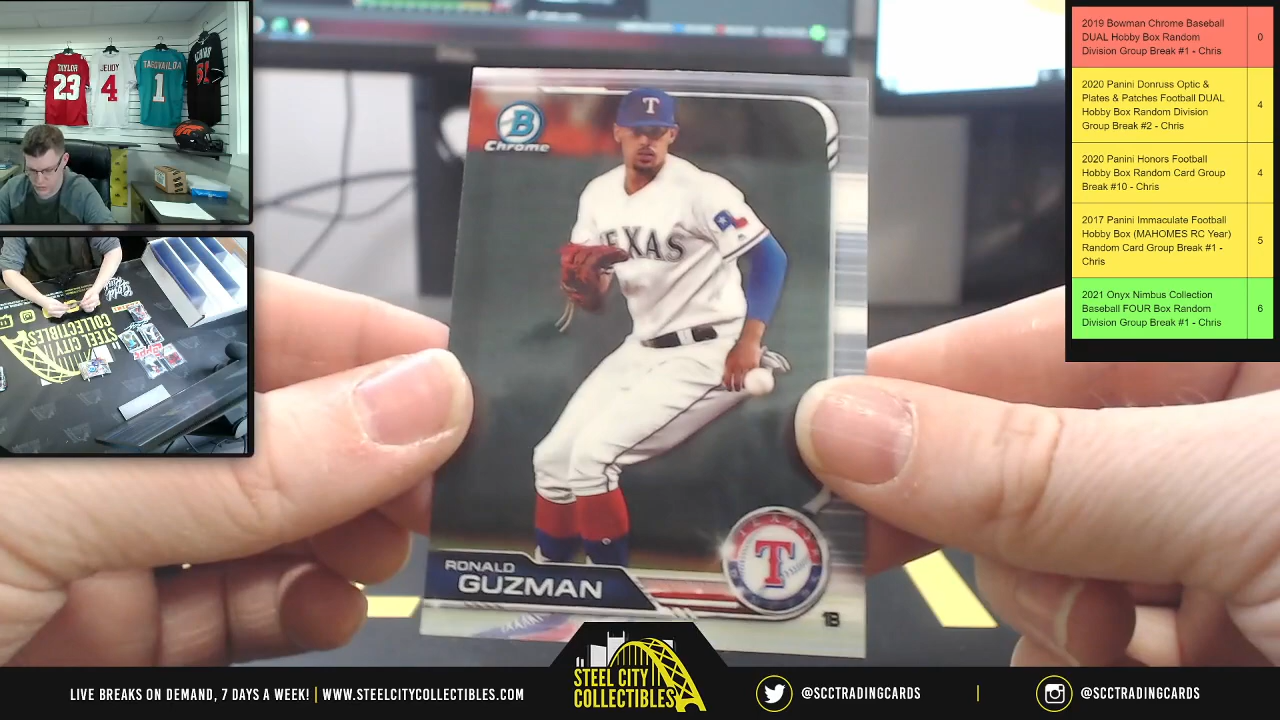 TAYLOR
23
JEUDY
4
TAGOVAILOA
1
51
STEEL CITY
COLLECTIBLES
B
Chrome
T
TEXAS
RONALD
GUZMAN
T
1B
2019 Bowman Chrome Baseball
DUAL Hobby Box Random
Division Group Break #1 - Chris
0
2020 Panini Donruss Optic &
Plates & Patches Football DUAL
Hobby Box Random Division
Group Break #2 - Chris
4
2020 Panini Honors Football
Hobby Box Random Card Group
Break #10 - Chris
4
2017 Panini Immaculate Football
Hobby Box (MAHOMES RC Year)
Random Card Group Break #1 -
Chris
5
2021 Onyx Nimbus Collection
Baseball FOUR Box Random
Division Group Break #1 - Chris
6
LIVE BREAKS ON DEMAND, 7 DAYS A WEEK! | WWW.STEELCITYCOLLECTIBLES.COM
STEEL CITY
COLLECTIBLES
@SCCTRADINGCARDS
|
@SCCTRADINGCARDS